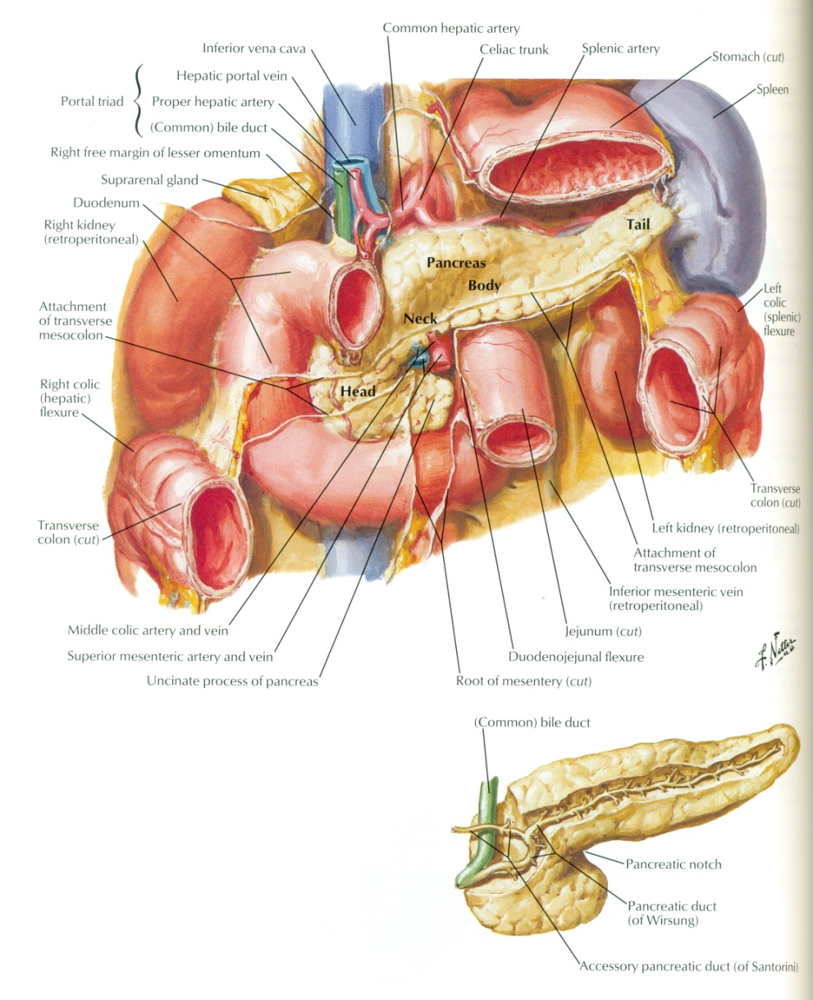 Common hepatic artery
Inferior vena cava
Celiac trunk
Splenic artery
Stomach (cut)
Hepatic portal vein
Spleen
Portal triad
Proper hepatic artery
(Common) bile duct
Right free margin of lesser omentum
Suprarenal gland
Duodenum
Right kidney
(retroperitoneal)
Tail
Pancreas
Body
Neck
Left
colic
(splenic)
flexure
Attachment
of transverse
mesocolon
Head
Right colic
(hepatic)
flexure
Transverse
colon (cut)
Transverse
colon (cut)
Left kidney (retroperitoneal)
Attachment of
transverse mesocolon
Inferior mesenteric vein
(retroperitoneal)
Middle colic artery and vein
Jejunum (cut)
Superior mesenteric artery and vein
Duodenojejunal flexure
Uncinate process of pancreas
Root of mesentery (cut)
F. Netter
M.D.
(Common) bile duct
Pancreatic notch
Pancreatic duct
(of Wirsung)
Accessory pancreatic duct (of Santorini)